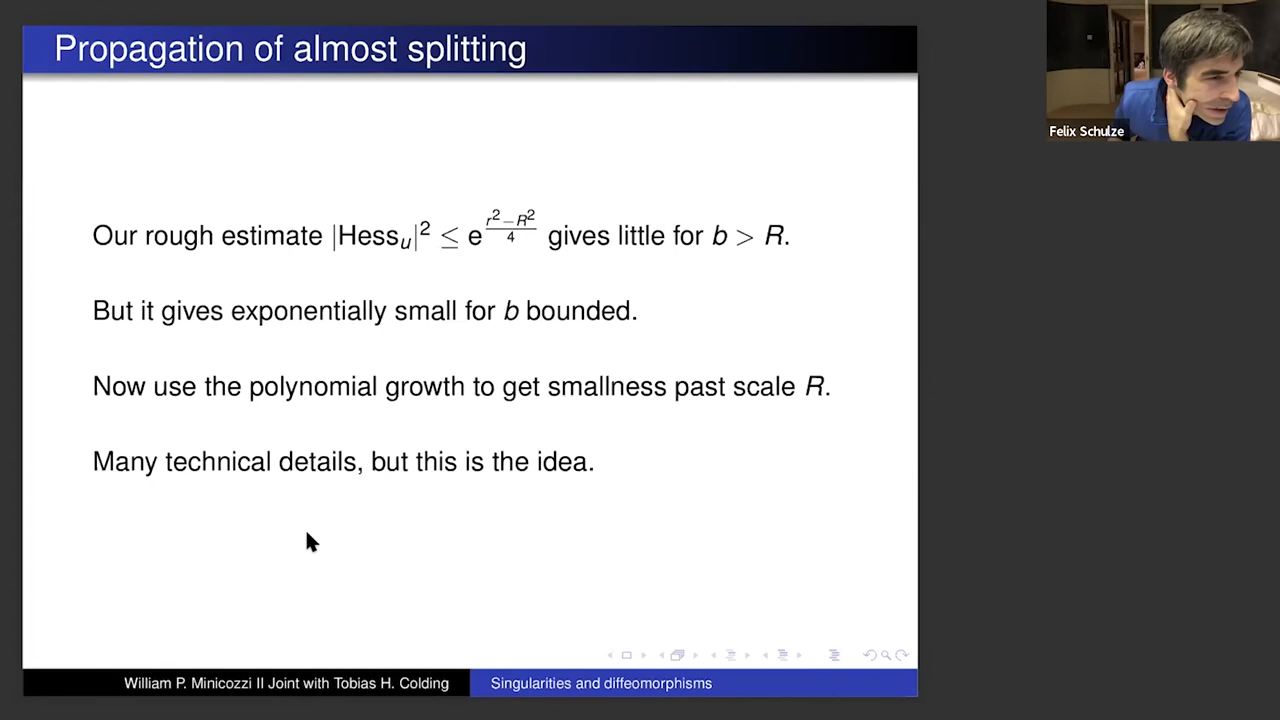 Propagation of almost splitting
Felix Schulze
Our rough estimate |Hess_u|² ≤ e^{\frac{r²−R²}{4}} gives little for b > R.
But it gives exponentially small for b bounded.
Now use the polynomial growth to get smallness past scale R.
Many technical details, but this is the idea.
William P. Minicozzi II Joint with Tobias H. Colding
Singularities and diffeomorphisms